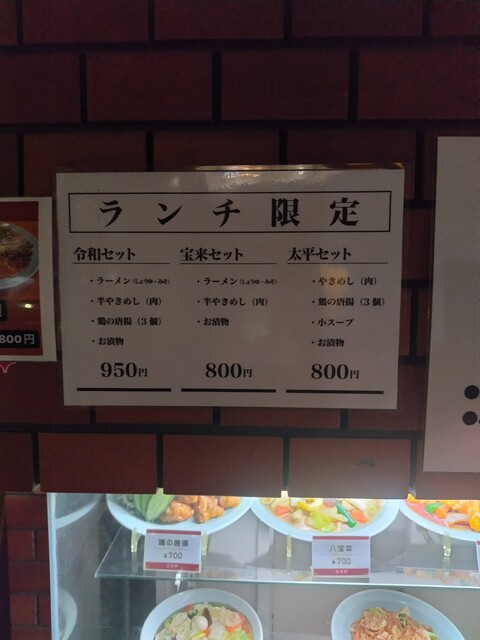 ランチ限定
令和セット
・ラーメン(しょうゆ・みそ)
・半やきめし(肉)
・鶏の唐揚(3個)
・お漬物
950円
宝来セット
・ラーメン(しょうゆ・みそ)
・半やきめし(肉)
・お漬物
800円
太平セット
・やきめし(肉)
・鶏の唐揚(3個)
・小スープ
・お漬物
800円
800円
鶏の唐揚
¥700
八宝菜
¥700